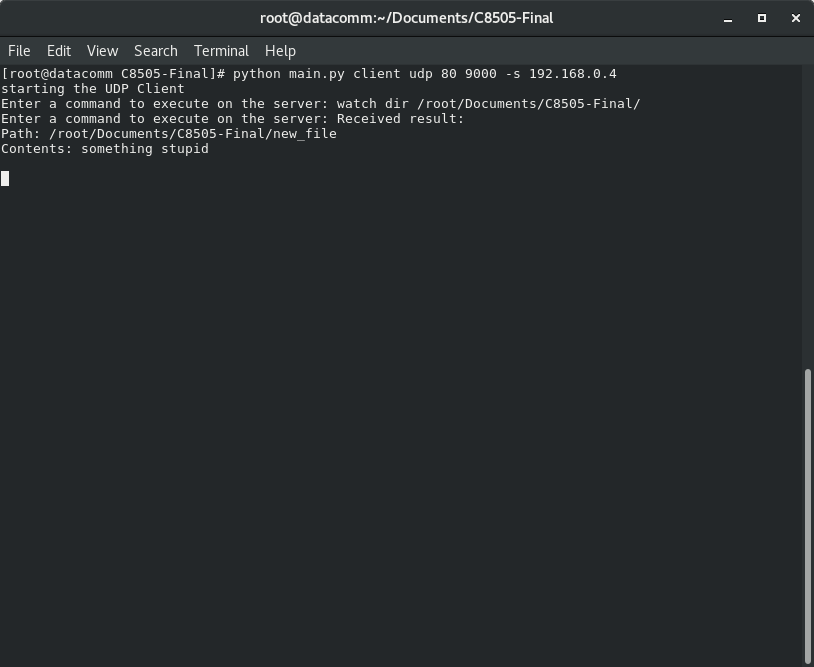 root@datacomm:~/Documents/C8505-Final
File Edit View Search Terminal Help
[root@datacomm C8505-Final]# python main.py client udp 80 9000 -s 192.168.0.4
starting the UDP Client
Enter a command to execute on the server: watch dir /root/Documents/C8505-Final/
Enter a command to execute on the server: Received result:
Path: /root/Documents/C8505-Final/new_file
Contents: something stupid